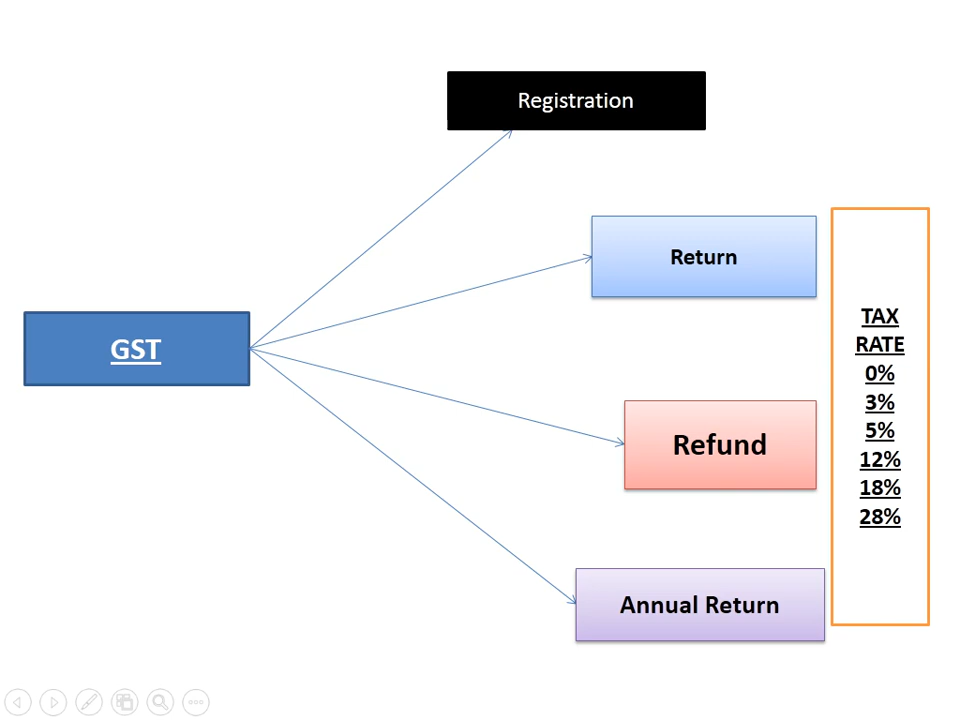 Registration
Return
GST
Refund
Annual Return
TAX
RATE
0%
3%
5%
12%
18%
28%